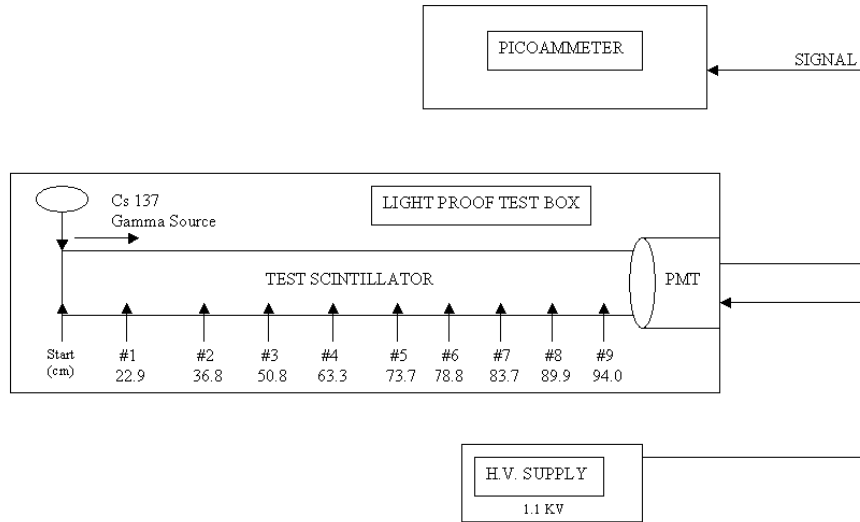 PICOAMMETER
SIGNAL
Cs 137
Gamma Source
LIGHT PROOF TEST BOX
TEST SCINTILLATOR
PMT
Start
(cm)
#1 #2 #3 #4 #5 #6 #7 #8 #9
22.9 36.8 50.8 63.3 73.7 78.8 83.7 89.9 94.0
H.V. SUPPLY
1.1 KV